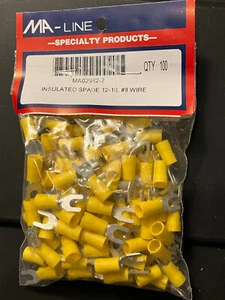 MA-LINE
SPECIALTY PRODUCTS
QTY 100
MA02912-2
INSULATED SPADE 12-10, #8 WIRE